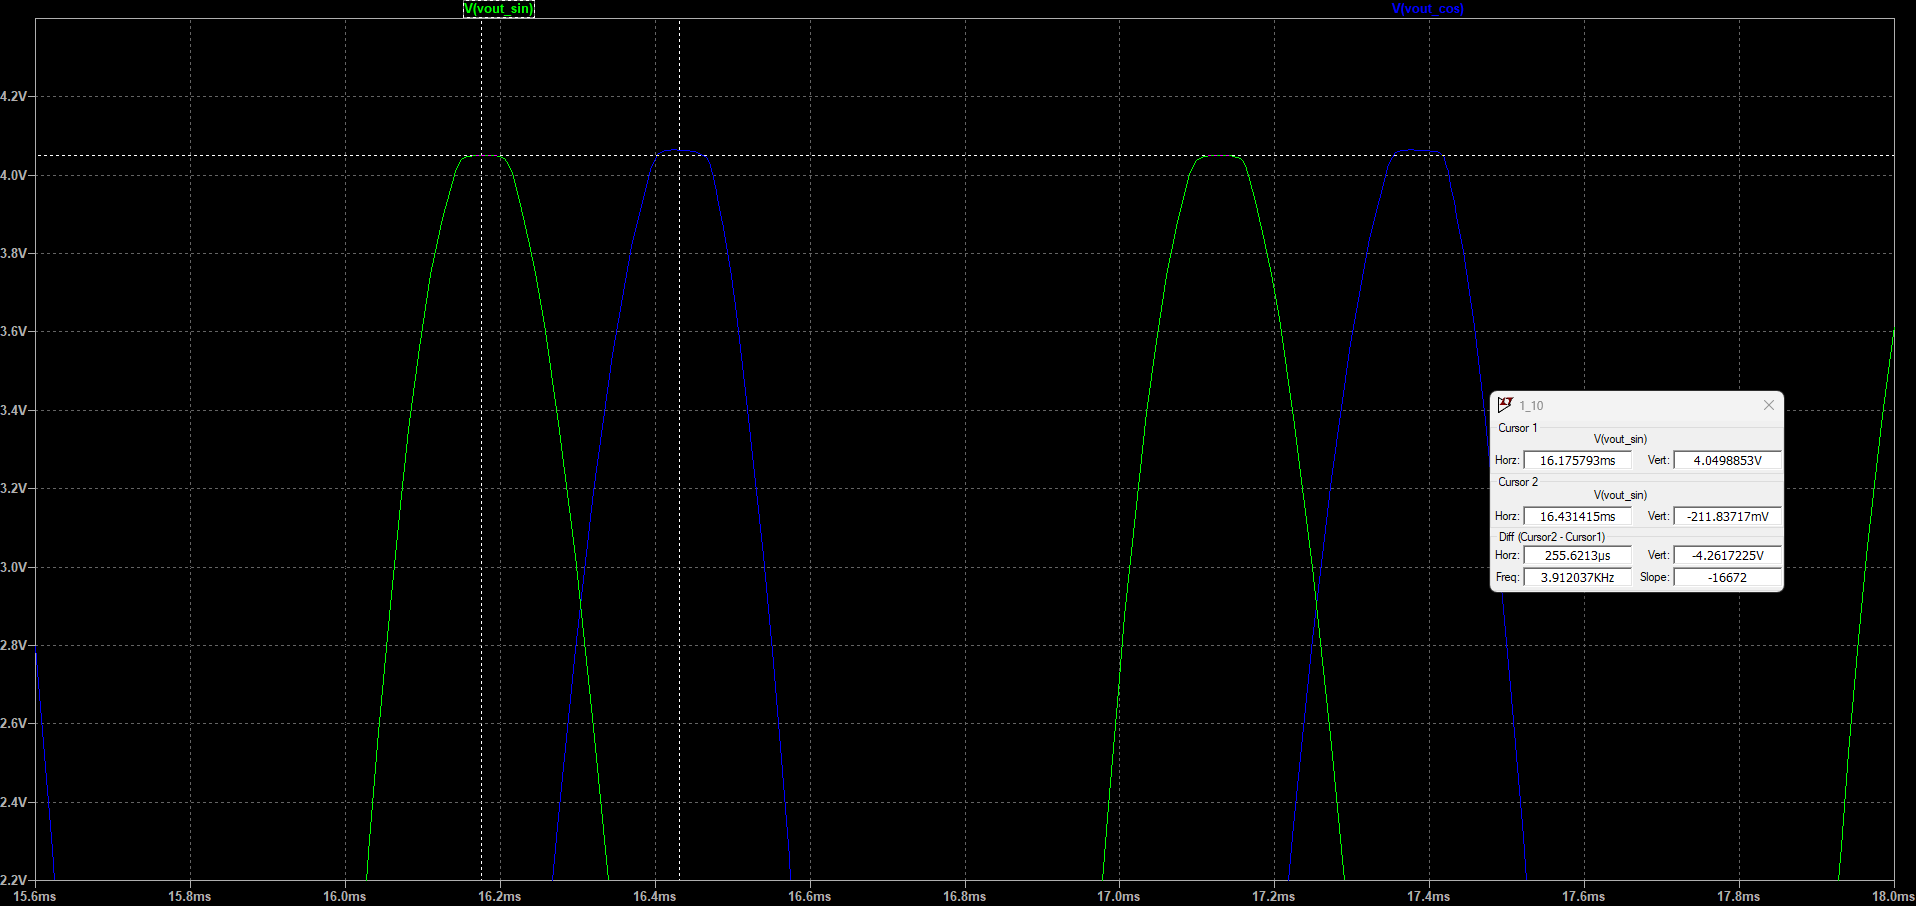 V(vout_sin) V(vout_cos)
4.2V
4.0V
3.8V
3.6V
3.4V
3.2V
3.0V
2.8V
2.6V
2.4V
2.2V
15.6ms 15.8ms 16.0ms 16.2ms 16.4ms 16.6ms 16.8ms 17.0ms 17.2ms 17.4ms 17.6ms 17.8ms 18.0ms
1_10
Cursor 1
V(vout_sin)
Horz: 16.175793ms Vert: 4.0498853V
Cursor 2
V(vout_sin)
Horz: 16.431415ms Vert: -211.83717mV
Diff (Cursor2 - Cursor1)
Horz: 255.6213µs Vert: -4.2617225V
Freq: 3.912037KHz Slope: -16672